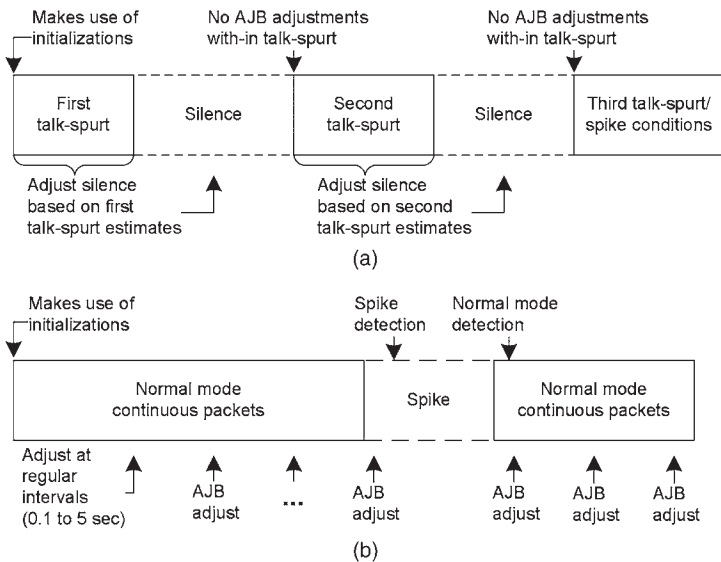 Makes use of
initializations
No AJB adjustments
with-in talk-spurt
No AJB adjustments
with-in talk-spurt
First
talk-spurt
Silence
Second
talk-spurt
Silence
Third talk-spurt/
spike conditions
Adjust silence
based on first
talk-spurt estimates
Adjust silence
based on second
talk-spurt estimates
(a)
Makes use of
initializations
Spike
detection
Normal mode
detection
Normal mode
continuous packets
Spike
Normal mode
continuous packets
Adjust at
regular
intervals
(0.1 to 5 sec)
AJB
adjust
...
AJB
adjust
AJB
adjust
AJB
adjust
AJB
adjust
(b)